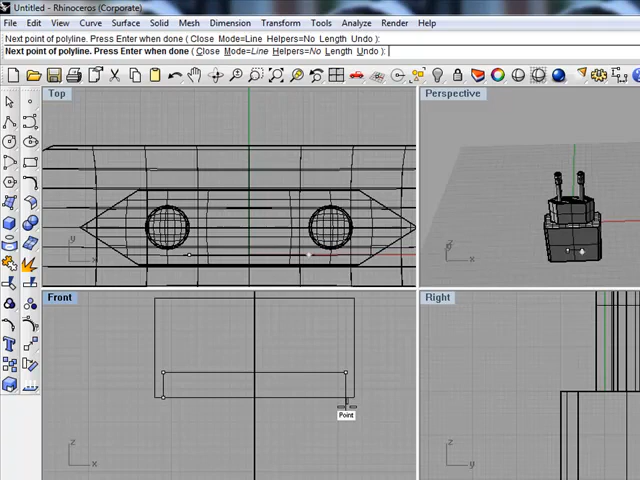 Untitled - Rhinoceros (Corporate)
File Edit View Curve Surface Solid Mesh Dimension Transform Tools Analyze Render Help
Next point of polyline. Press Enter when done ( Close Mode=Line Helpers=No Length Undo ):
Next point of polyline. Press Enter when done ( Close Mode=Line Helpers=No Length Undo ):
Top
Perspective
y
x
y
x
Front
Right
Point
z
x
z
y